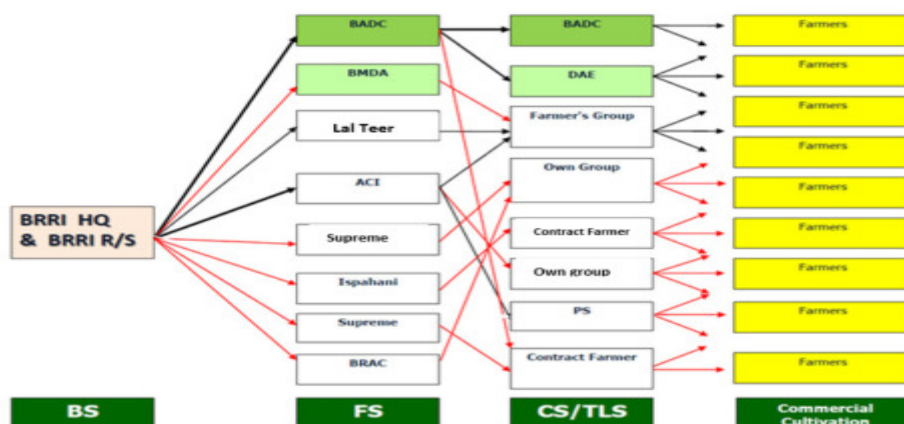 BRRI HQ
& BRRI R/S
BS
BADC
BMDA
Lal Teer
ACI
Supreme
Ispahani
Supreme
BRAC
FS
BADC
DAE
Farmer's Group
Own Group
Contract Farmer
Own group
PS
Contract Farmer
CS/TLS
Farmers
Farmers
Farmers
Farmers
Farmers
Farmers
Farmers
Farmers
Farmers
Commercial
Cultivation